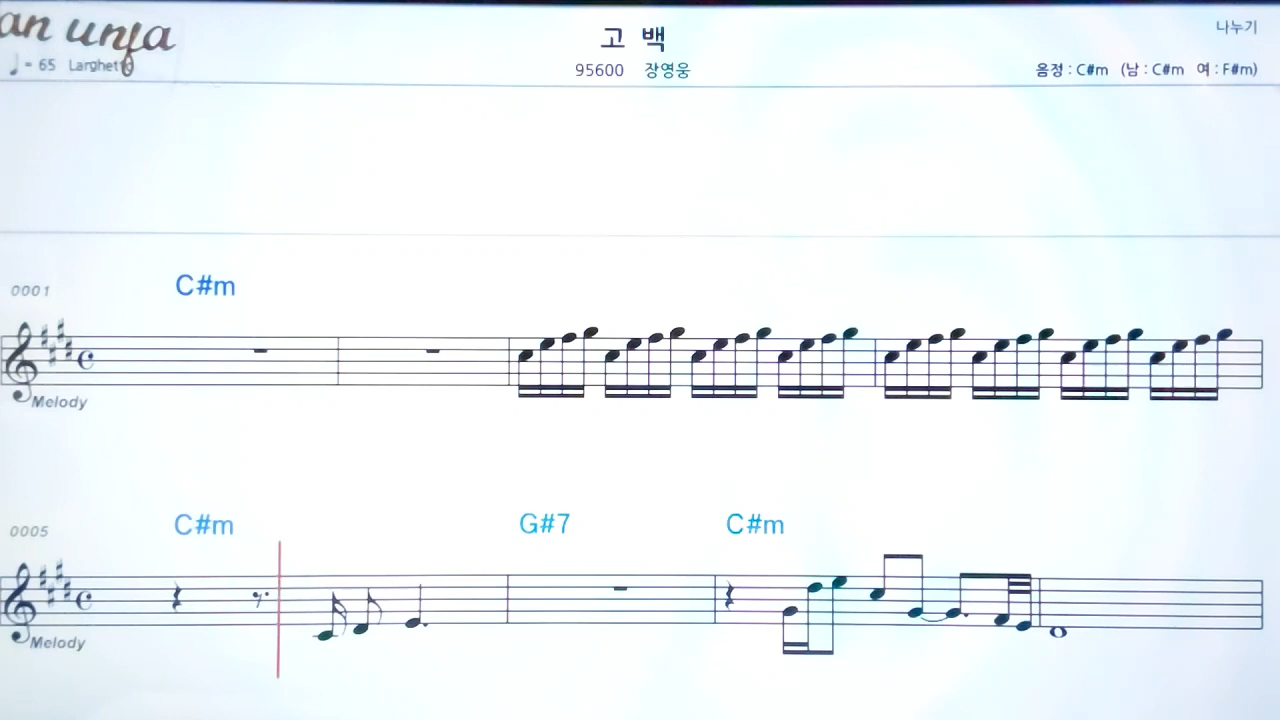 an unfa
고 백
나누기
♩= 65 Larghetto
95600 장영웅
음정 : C#m (남 : C#m 여 : F#m)
0001
C#m
Melody
0005
C#m G#7 C#m
Melody